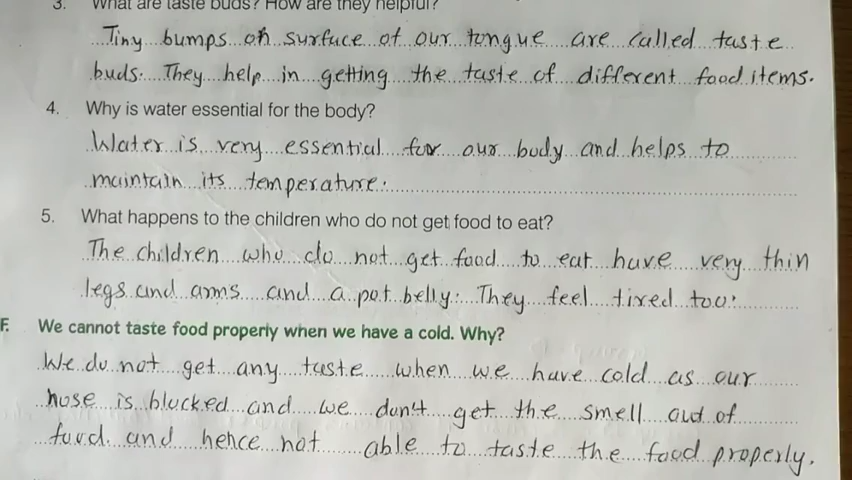 3. What are taste buds? How are they helpful?
Tiny bumps on surface of our tongue are called taste
buds. They help in getting the taste of different food items.
4. Why is water essential for the body?
Water is very essential for our body and helps to
maintain its temperature.
5. What happens to the children who do not get food to eat?
The children who do not get food to eat have very thin
legs and arms and a pot belly. They feel tired too.
F. We cannot taste food properly when we have a cold. Why?
We do not get any taste when we have cold as our
nose is blocked and we don't get the smell out of
food and hence not able to taste the food properly.